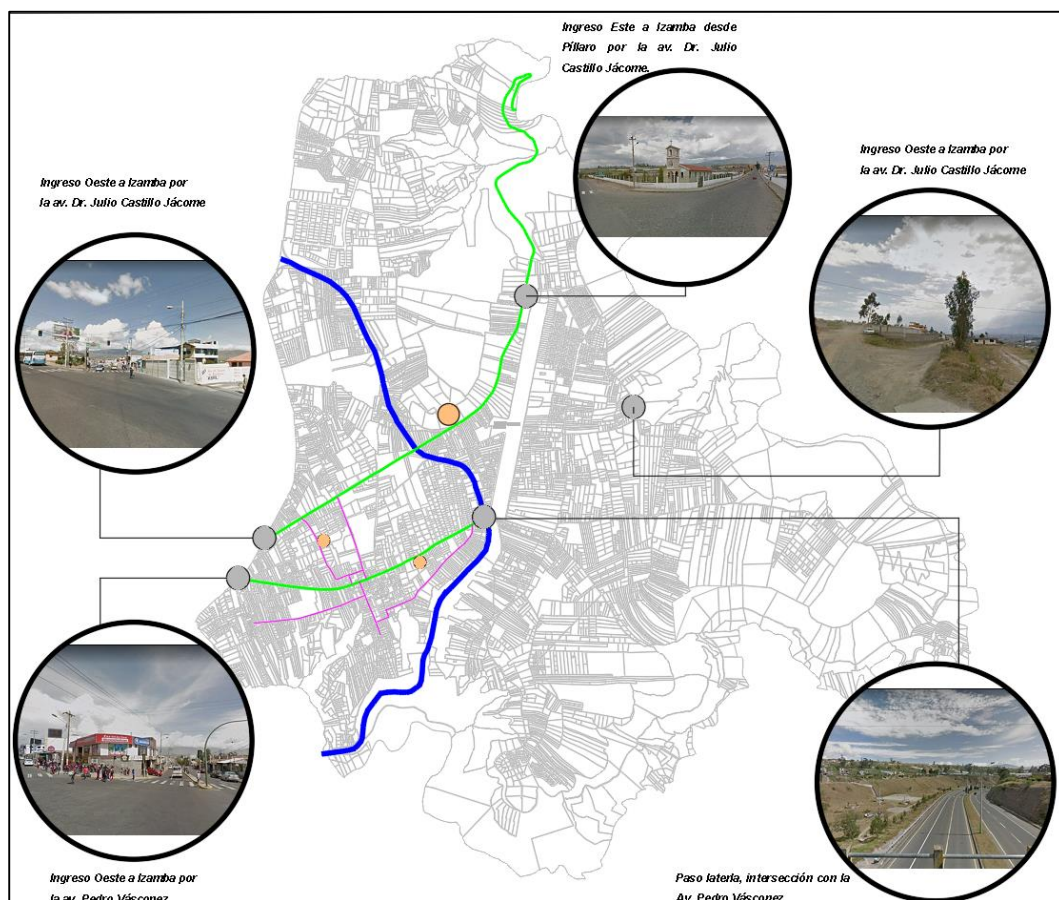 Ingreso Este a Izamba desde
Píllaro por la av. Dr. Julio
Castillo Jácome.
Ingreso Oeste a Izamba por
la av. Dr. Julio Castillo Jácome
Ingreso Oeste a Izamba por
la av. Dr. Julio Castillo Jácome
Ingreso Oeste a Izamba por
la av. Pedro Vásconez
Paso lateria, intersección con la
Av. Pedro Vásconez